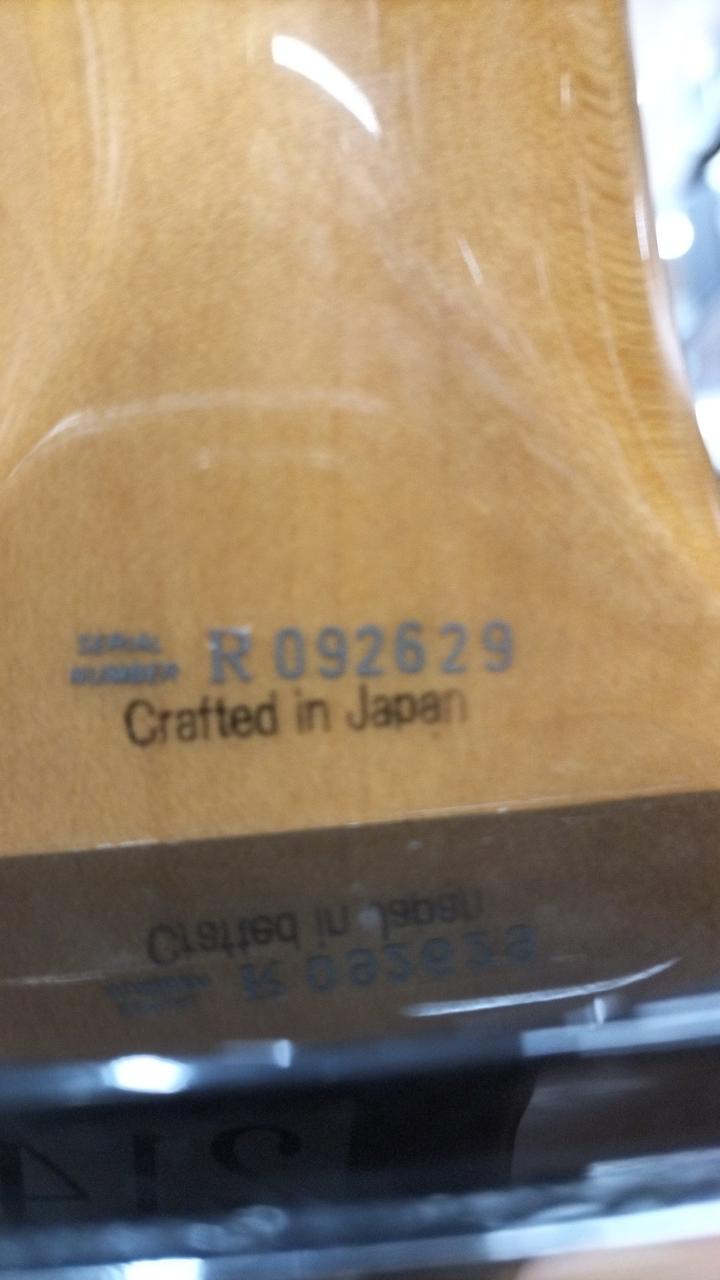 SERIAL
NUMBER R 092629
Crafted in Japan